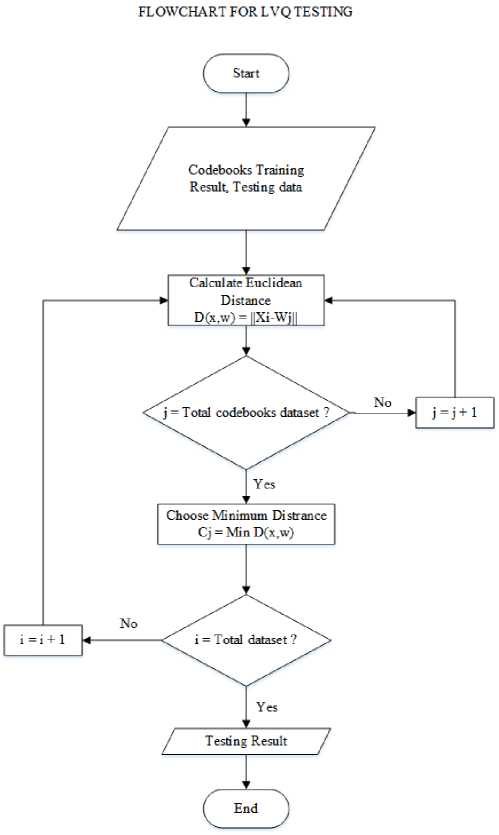 FLOWCHART FOR LVQ TESTING
Start
Codebooks Training
Result, Testing data
Calculate Euclidean
Distance
D(x,w) = ||Xi-Wj||
j = Total codebooks dataset ?
No
j = j + 1
Yes
Choose Minimum Distrance
Cj = Min D(x,w)
No
i = i + 1
i = Total dataset ?
Yes
Testing Result
End